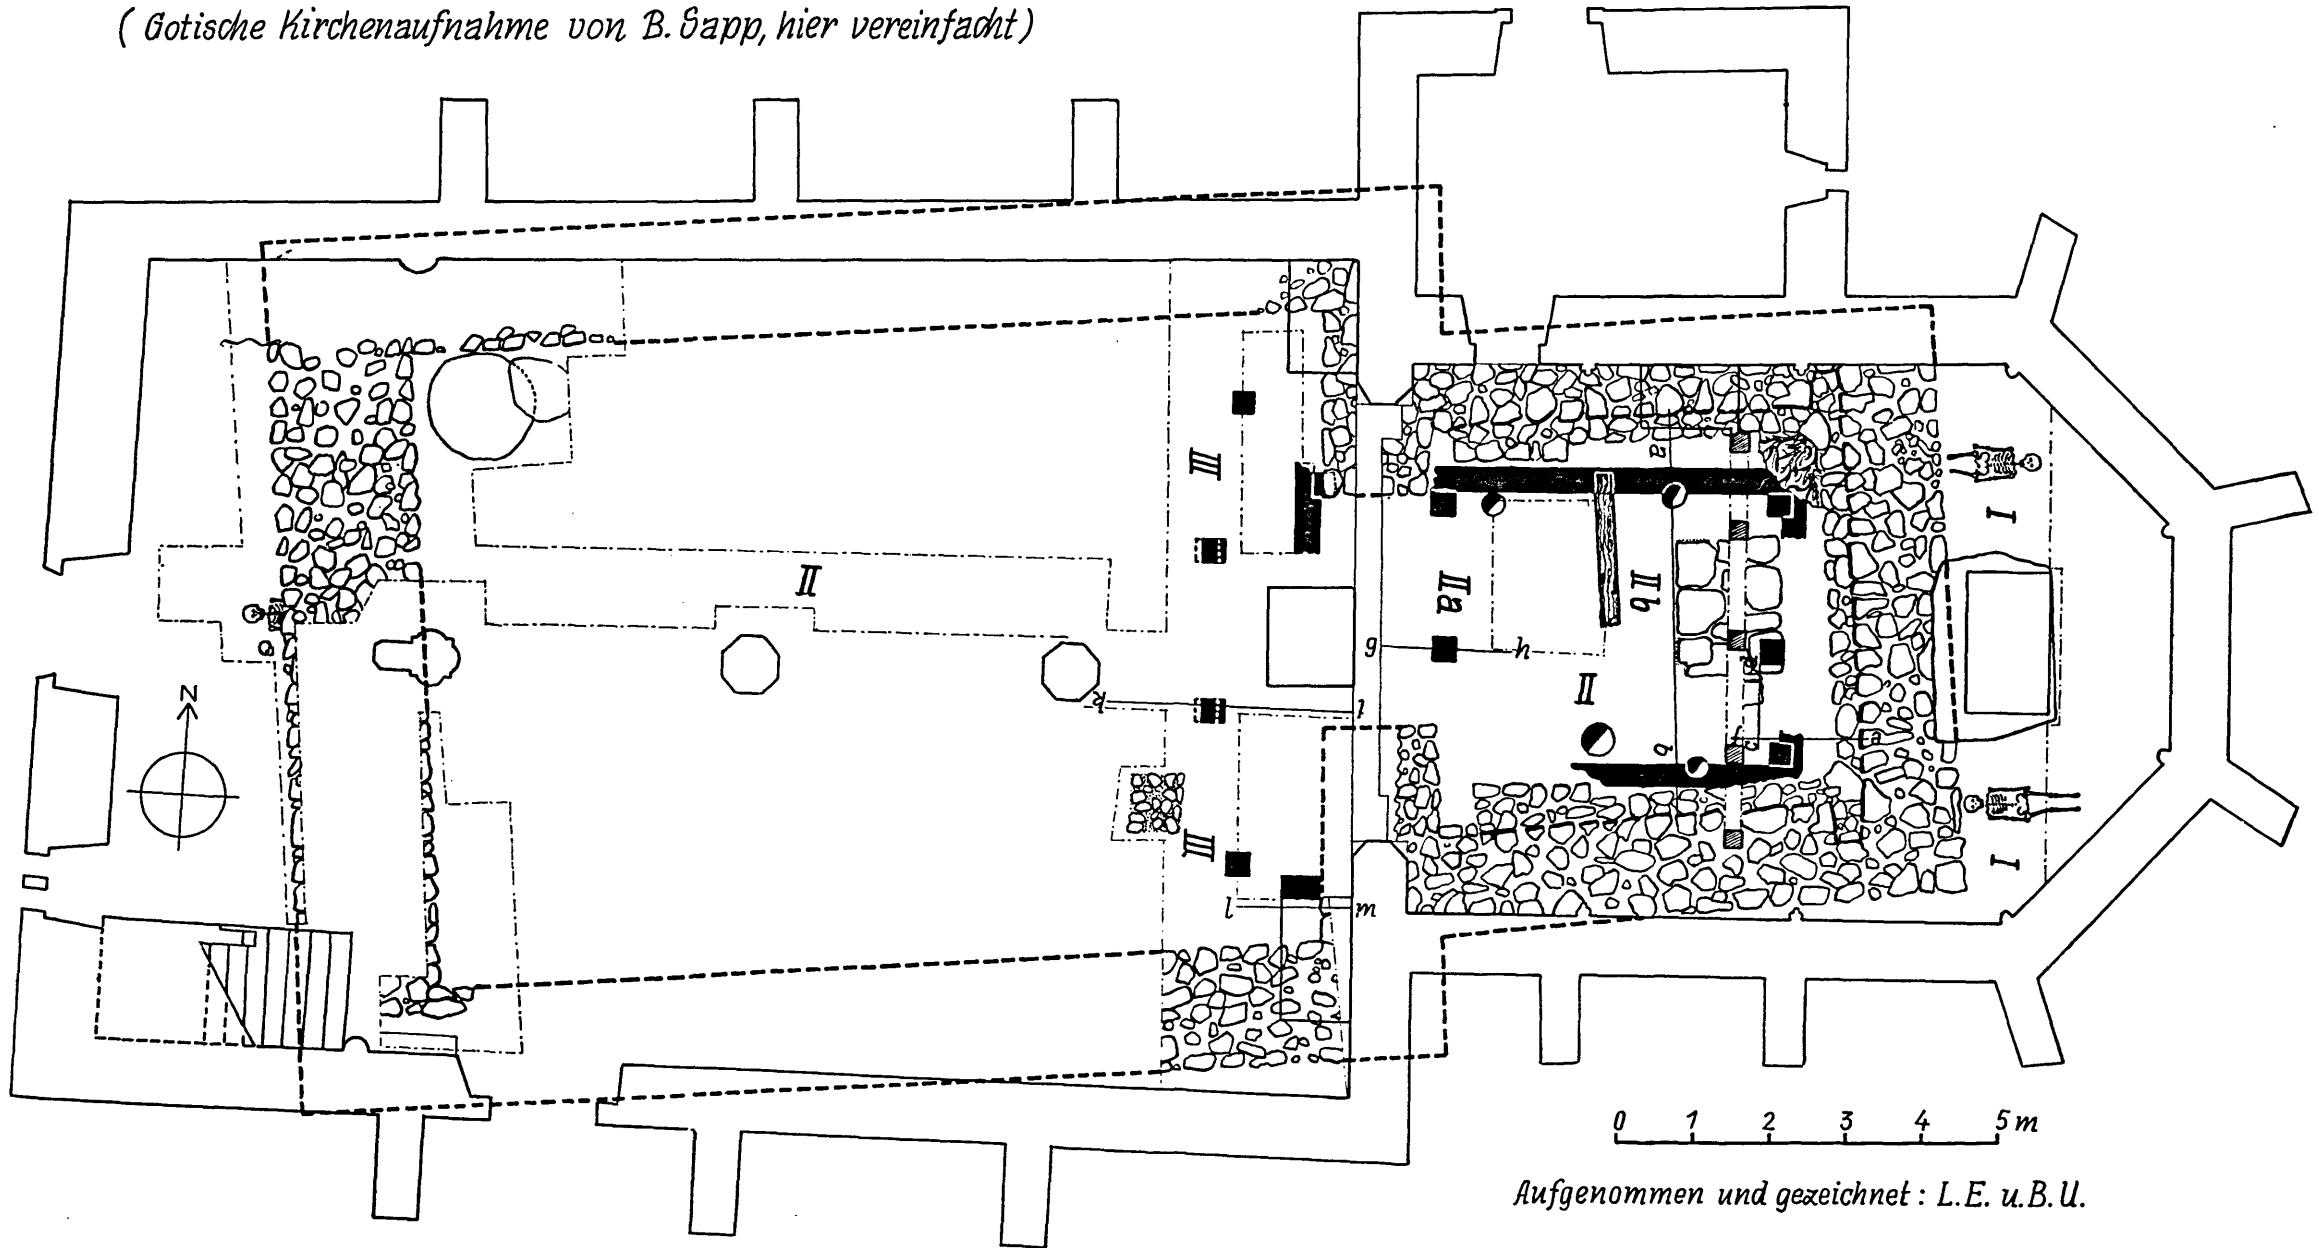 ( Gotische Kirchenaufnahme von B. Sapp, hier vereinfacht )
III
a
I
II
IIa
IIb
g
h
II
k
l
d
N
c
f
b
III
I
l
m
0 1 2 3 4 5 m
Aufgenommen und gezeichnet : L.E. u. B.U.